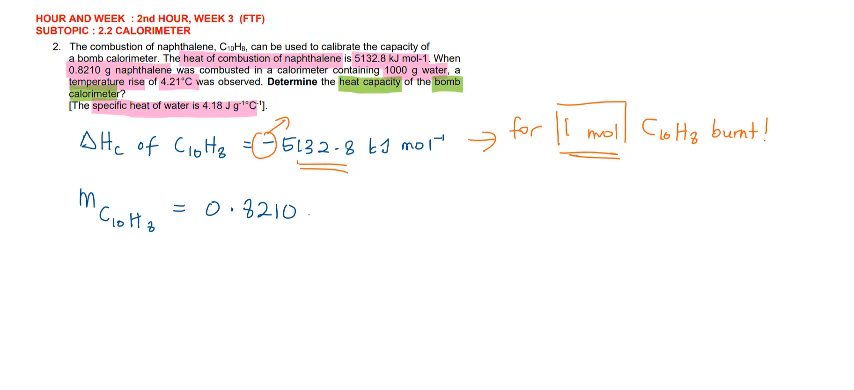 HOUR AND WEEK : 2nd HOUR, WEEK 3 (FTF)
SUBTOPIC : 2.2 CALORIMETER
2. The combustion of naphthalene, C₁₀H₈, can be used to calibrate the capacity of
a bomb calorimeter. The heat of combustion of naphthalene is 5132.8 kJ mol-1. When
0.8210 g naphthalene was combusted in a calorimeter containing 1000 g water, a
temperature rise of 4.21°C was observed. Determine the heat capacity of the bomb
calorimeter?
[The specific heat of water is 4.18 J g⁻¹°C⁻¹].
ΔHc of C₁₀H₈ = -5132.8 kJ mol⁻¹ → for 1 mol C₁₀H₈ burnt!
m C₁₀H₈ = 0.8210